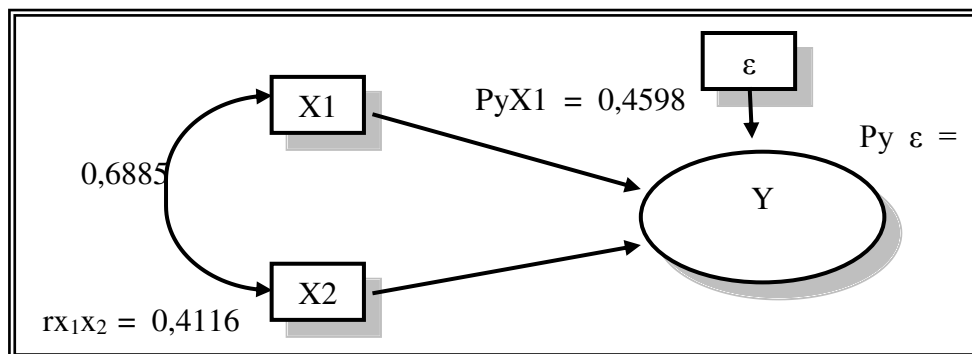 ε
X1
PyX1 = 0,4598
Py ε =
0,6885
Y
X2
rx₁x₂ = 0,4116